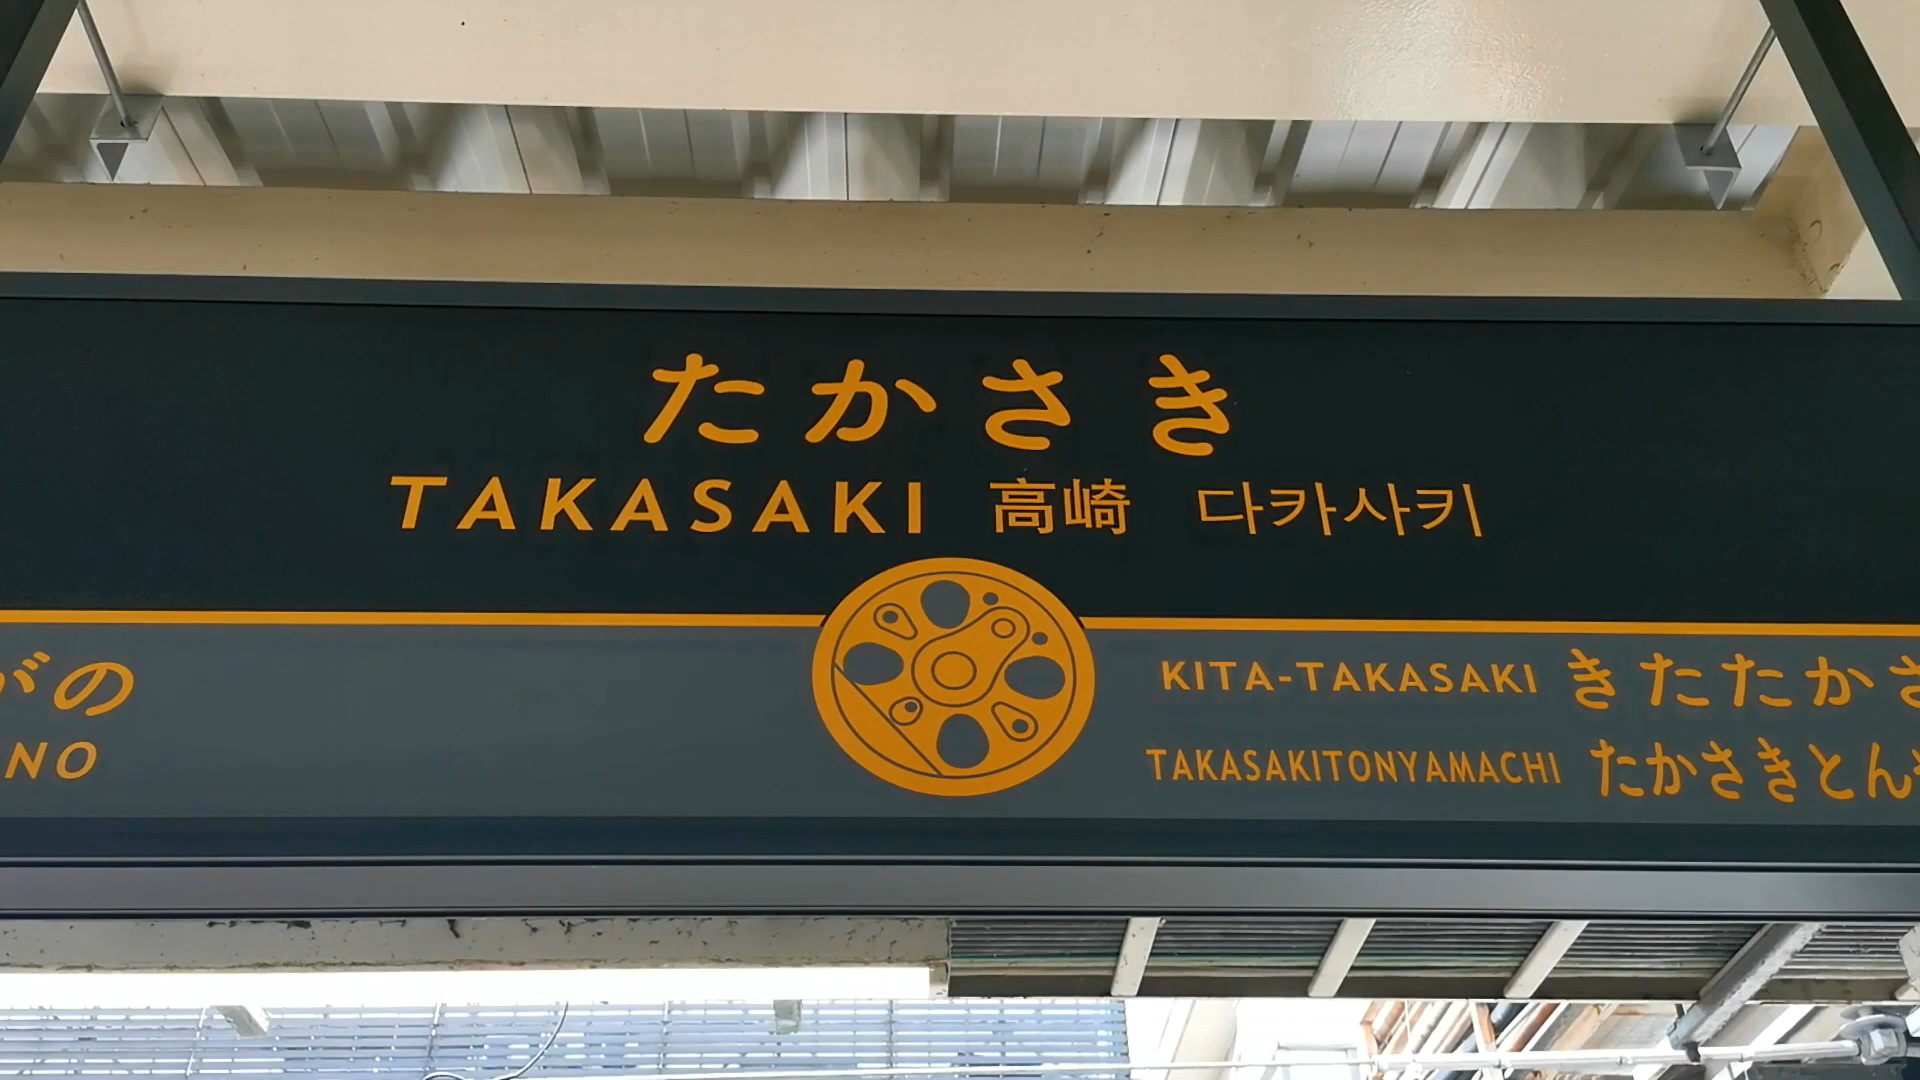 たかさき
TAKASAKI 高崎 다카사키
がの
NO
KITA-TAKASAKI きたたかさ
TAKASAKITONYAMACHI たかさきとん